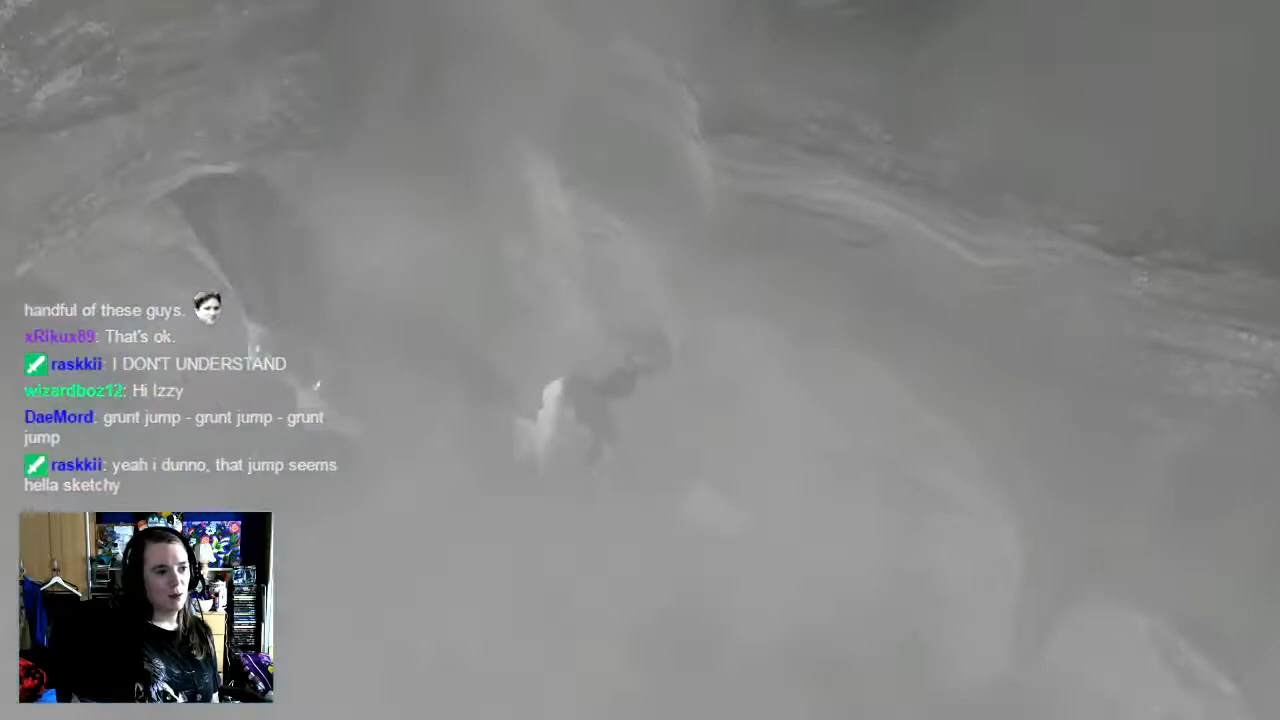 handful of these guys.
xRikux89: That's ok.
raskkii: I DON'T UNDERSTAND
wizardboz12: Hi Izzy
DaeMord: grunt jump - grunt jump - grunt
jump
raskkii: yeah i dunno, that jump seems
hella sketchy